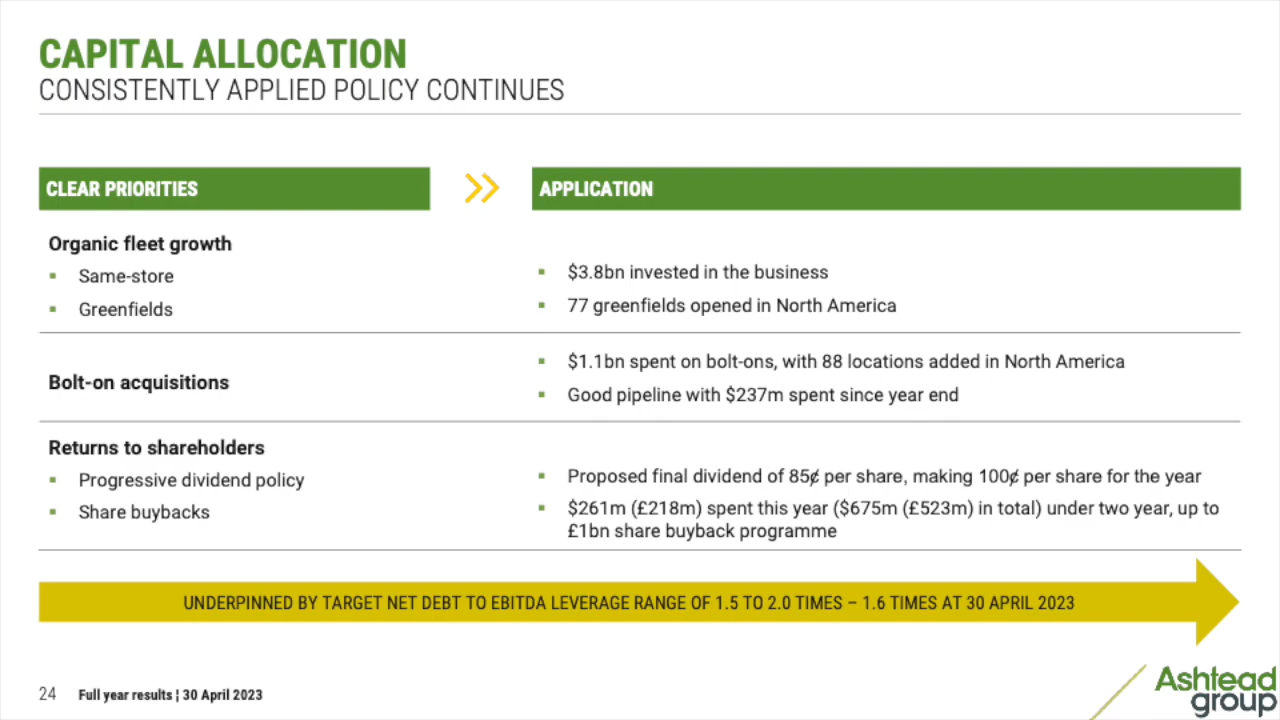 CAPITAL ALLOCATION
CONSISTENTLY APPLIED POLICY CONTINUES
CLEAR PRIORITIES
APPLICATION
Organic fleet growth
▪ Same-store
▪ Greenfields
▪ $3.8bn invested in the business
▪ 77 greenfields opened in North America
Bolt-on acquisitions
▪ $1.1bn spent on bolt-ons, with 88 locations added in North America
▪ Good pipeline with $237m spent since year end
Returns to shareholders
▪ Progressive dividend policy
▪ Share buybacks
▪ Proposed final dividend of 85¢ per share, making 100¢ per share for the year
▪ $261m (£218m) spent this year ($675m (£523m) in total) under two year, up to
£1bn share buyback programme
UNDERPINNED BY TARGET NET DEBT TO EBITDA LEVERAGE RANGE OF 1.5 TO 2.0 TIMES – 1.6 TIMES AT 30 APRIL 2023
24 Full year results ¦ 30 April 2023
Ashtead
group